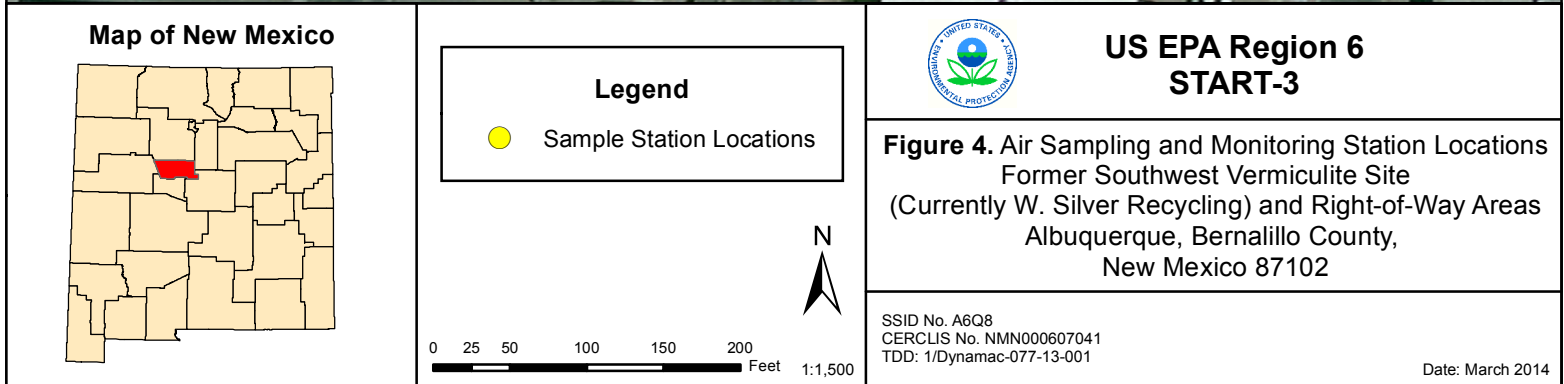 Map of New Mexico
Legend
Sample Station Locations
N
0 25 50 100 150 200
Feet 1:1,500
UNITED STATES
ENVIRONMENTAL PROTECTION AGENCY
US EPA Region 6
START-3
Figure 4. Air Sampling and Monitoring Station Locations
Former Southwest Vermiculite Site
(Currently W. Silver Recycling) and Right-of-Way Areas
Albuquerque, Bernalillo County,
New Mexico 87102
SSID No. A6Q8
CERCLIS No. NMN000607041
TDD: 1/Dynamac-077-13-001
Date: March 2014